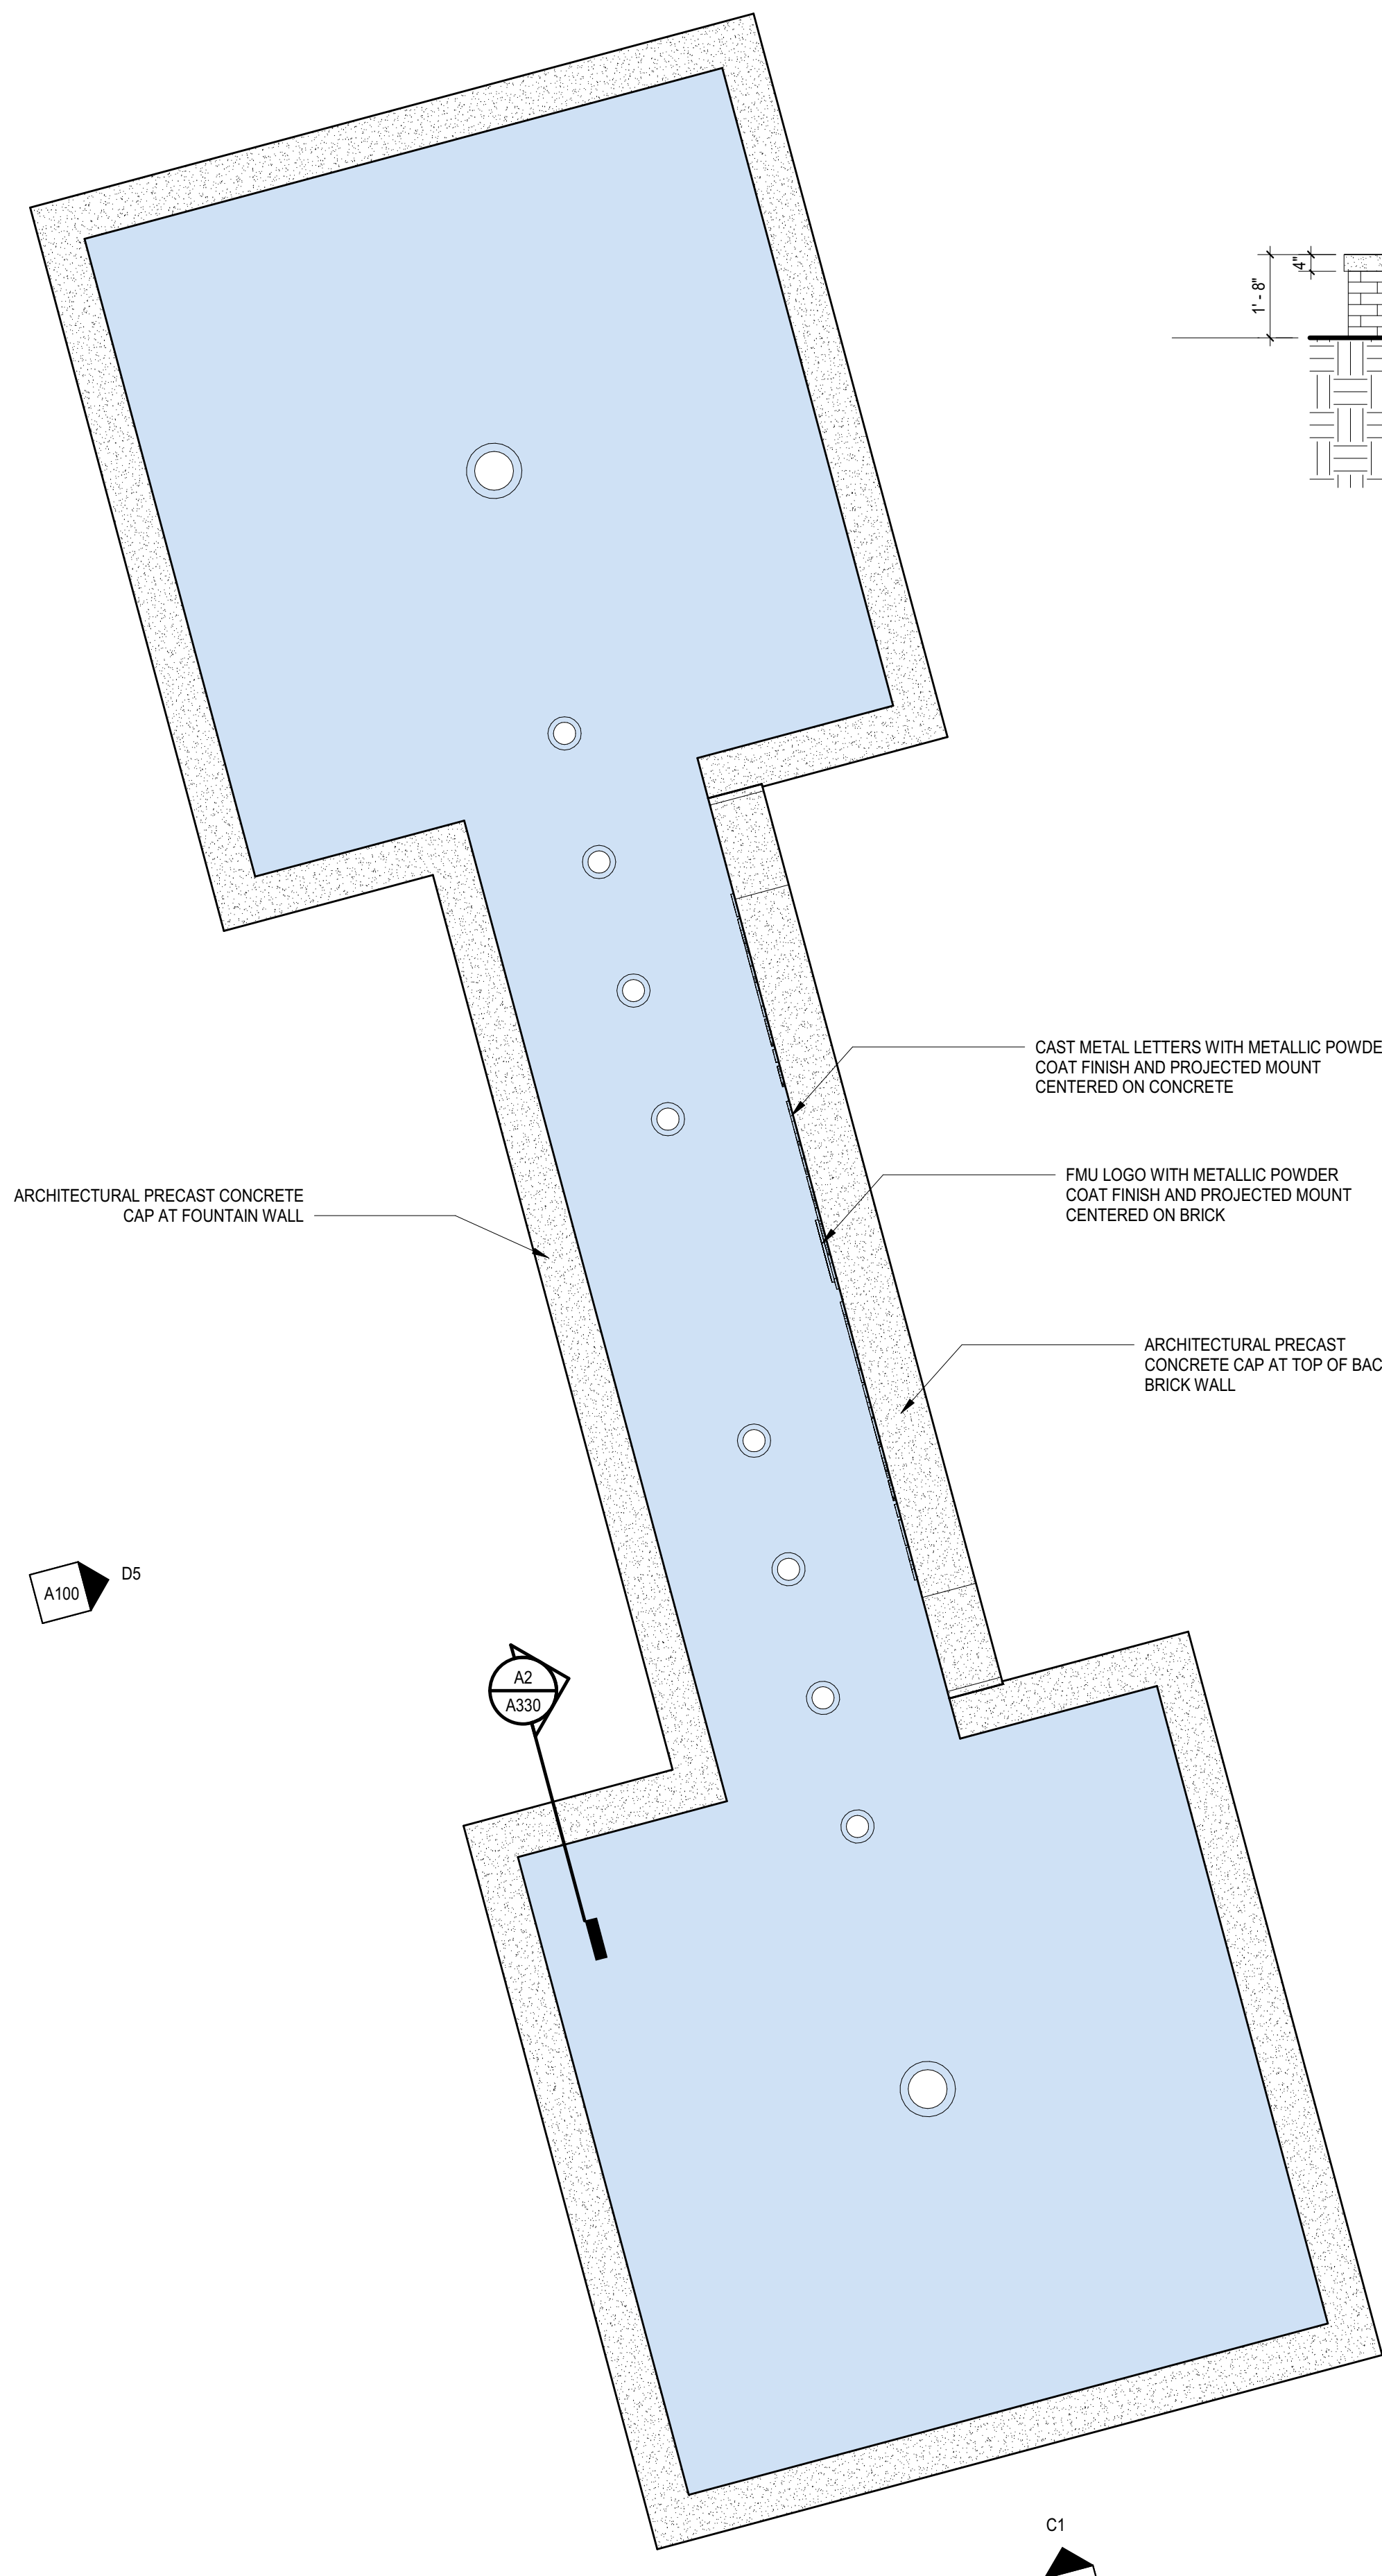 4"
1' - 8"
CAST METAL LETTERS WITH METALLIC POWDE
COAT FINISH AND PROJECTED MOUNT
CENTERED ON CONCRETE
FMU LOGO WITH METALLIC POWDER
COAT FINISH AND PROJECTED MOUNT
CENTERED ON BRICK
ARCHITECTURAL PRECAST CONCRETE
CAP AT FOUNTAIN WALL
ARCHITECTURAL PRECAST
CONCRETE CAP AT TOP OF BAC
BRICK WALL
A100
D5
A2
A330
C1